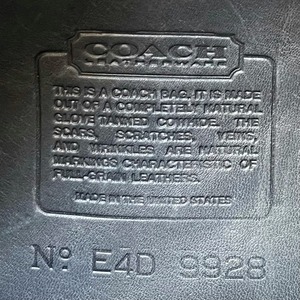 COACH
LEATHERWARE
THIS IS A COACH BAG. IT IS MADE
OUT OF A COMPLETELY NATURAL
GLOVE TANNED COWHIDE. THE
SCARS, SCRATCHES, VEINS,
AND WRINKLES, ARE NATURAL
MARKINGS CHARACTERISTIC OF
FULL-GRAIN LEATHERS.
MADE IN THE UNITED STATES
Nº E4D 9928